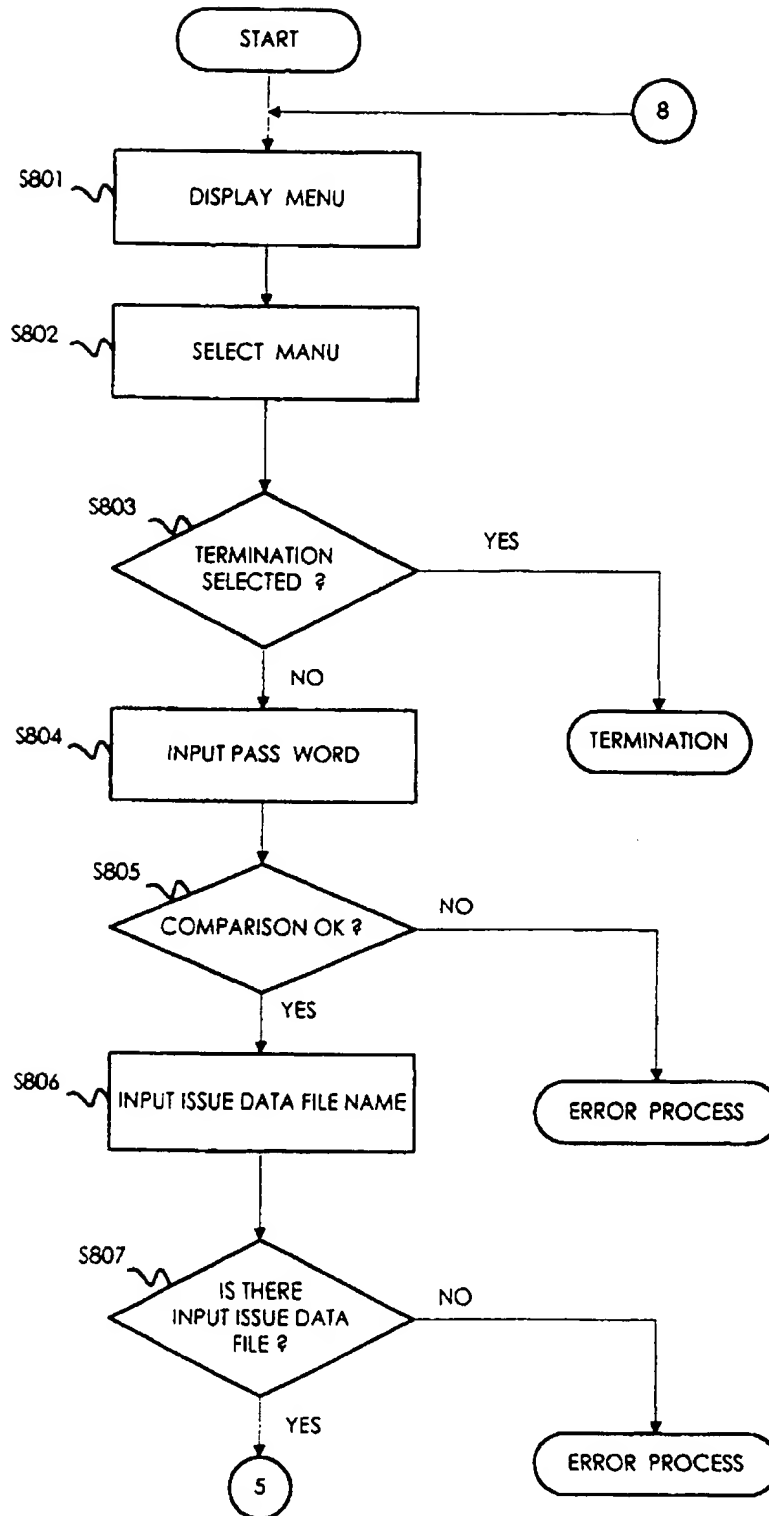 START
8
S801
DISPLAY MENU
S802
SELECT MANU
S803
TERMINATION
SELECTED ?
YES
NO
S804
INPUT PASS WORD
TERMINATION
S805
COMPARISON OK ?
NO
YES
S806
INPUT ISSUE DATA FILE NAME
ERROR PROCESS
S807
IS THERE
INPUT ISSUE DATA
FILE ?
NO
YES
5
ERROR PROCESS